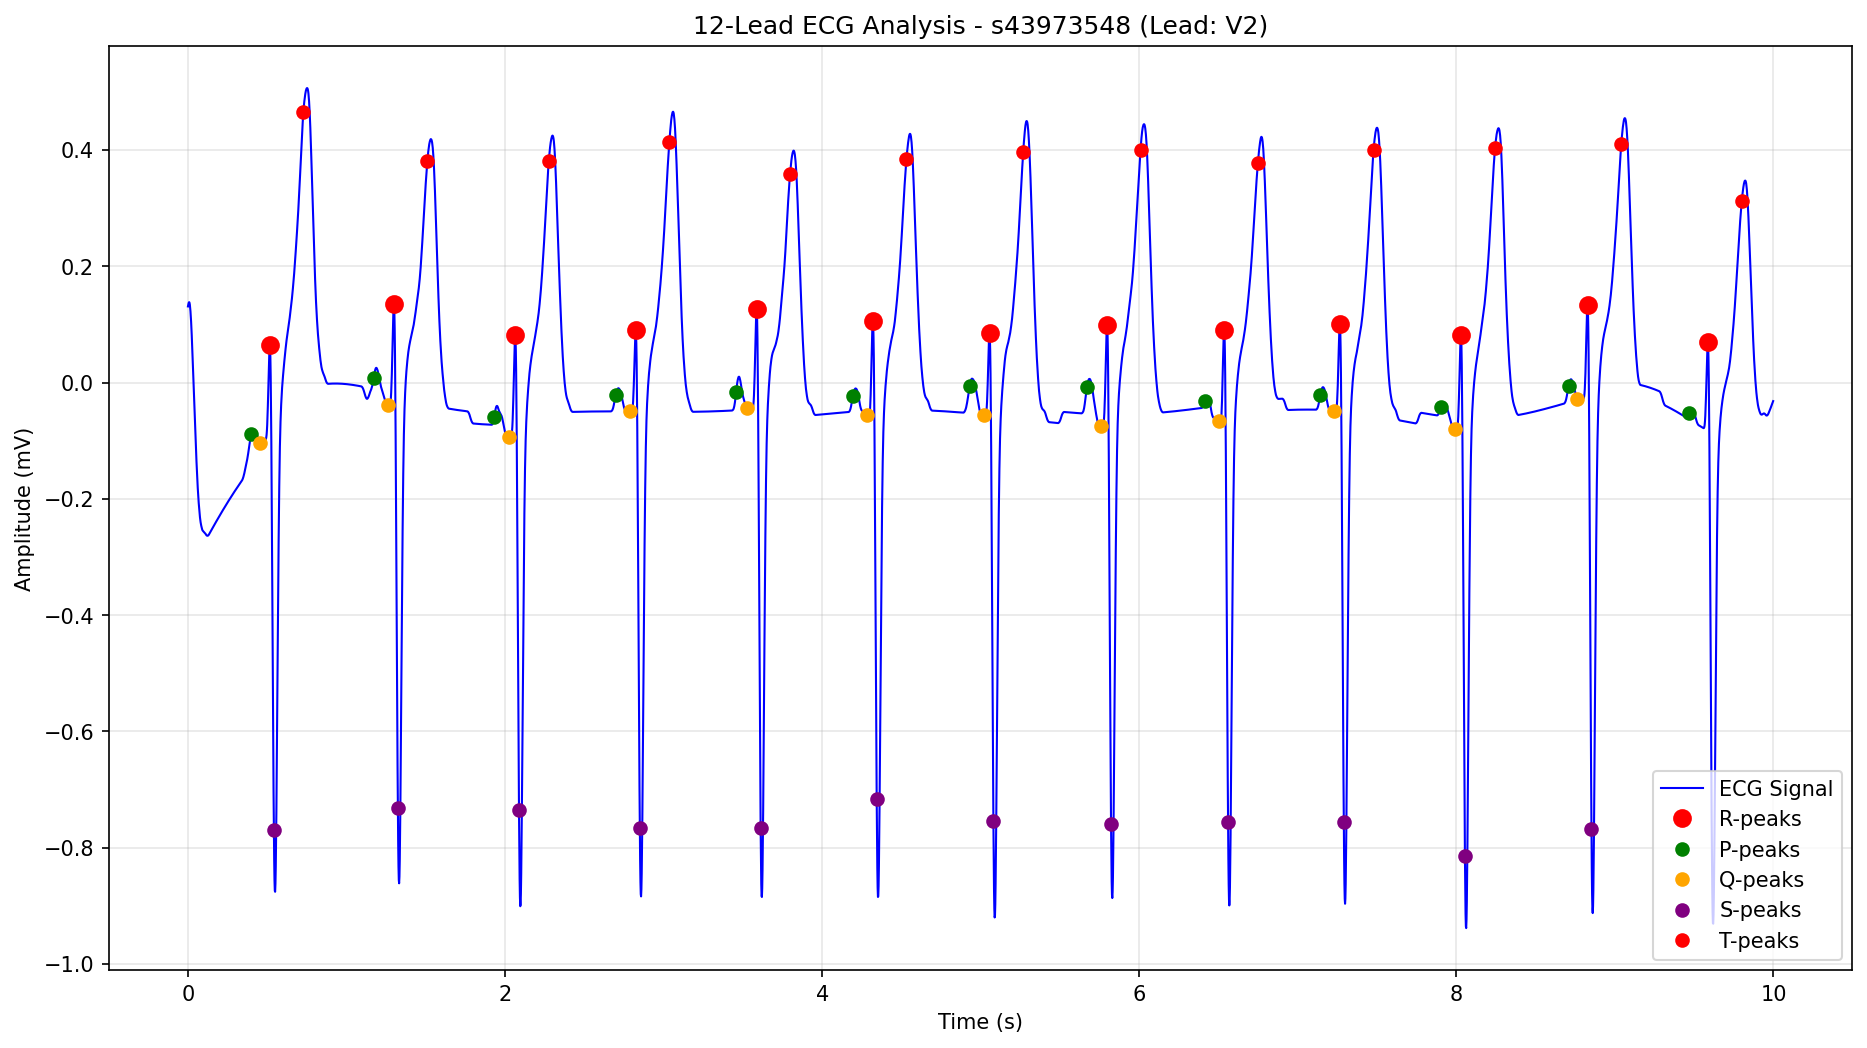 12-Lead ECG Analysis - s43973548 (Lead: V2)
Amplitude (mV)
0.4
0.2
0.0
−0.2
−0.4
−0.6
−0.8
−1.0
0 2 4 6 8 10
Time (s)
ECG Signal
R-peaks
P-peaks
Q-peaks
S-peaks
T-peaks